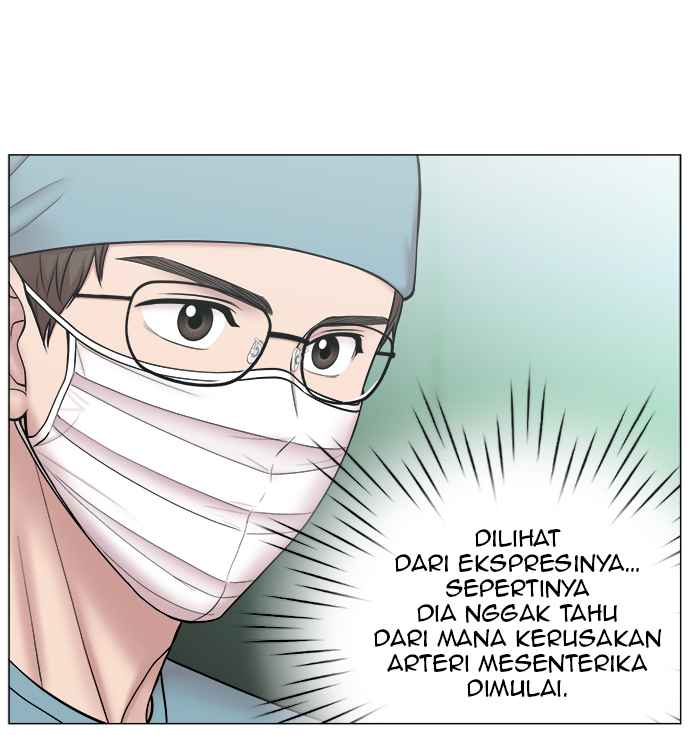 DILIHAT
DARI EKSPRESINYA...
SEPERTINYA
DIA NGGAK TAHU
DARI MANA KERUSAKAN
ARTERI MESENTERIKA
DIMULAI.